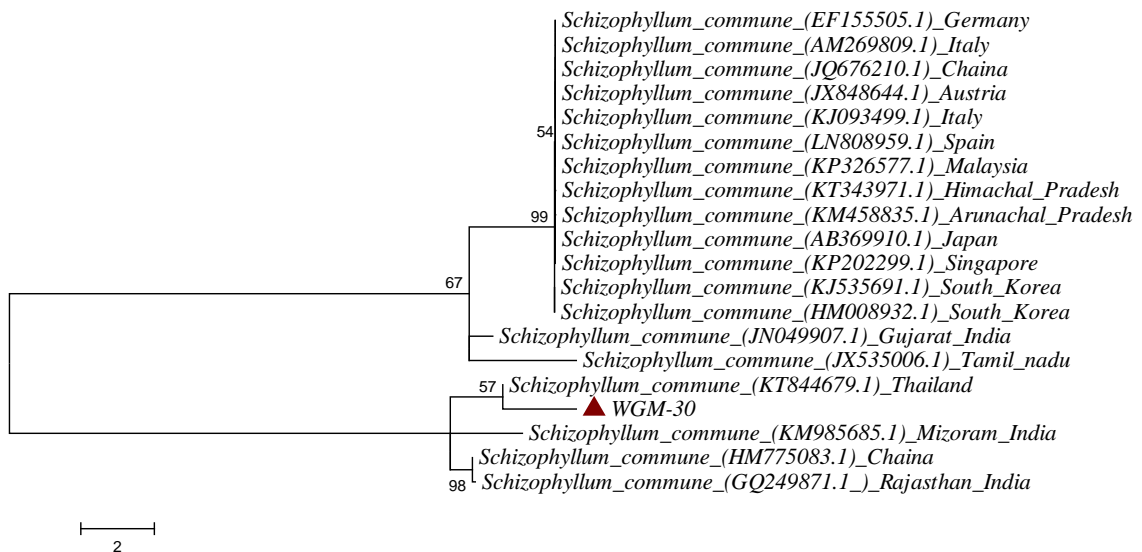 Schizophyllum_commune_(EF155505.1)_Germany
Schizophyllum_commune_(AM269809.1)_Italy
Schizophyllum_commune_(JQ676210.1)_Chaina
Schizophyllum_commune_(JX848644.1)_Austria
Schizophyllum_commune_(KJ093499.1)_Italy
54
Schizophyllum_commune_(LN808959.1)_Spain
Schizophyllum_commune_(KP326577.1)_Malaysia
Schizophyllum_commune_(KT343971.1)_Himachal_Pradesh
99
Schizophyllum_commune_(KM458835.1)_Arunachal_Pradesh
Schizophyllum_commune_(AB369910.1)_Japan
Schizophyllum_commune_(KP202299.1)_Singapore
67
Schizophyllum_commune_(KJ535691.1)_South_Korea
Schizophyllum_commune_(HM008932.1)_South_Korea
Schizophyllum_commune_(JN049907.1)_Gujarat_India
Schizophyllum_commune_(JX535006.1)_Tamil_nadu
57
Schizophyllum_commune_(KT844679.1)_Thailand
WGM-30
Schizophyllum_commune_(KM985685.1)_Mizoram_India
Schizophyllum_commune_(HM775083.1)_Chaina
98
Schizophyllum_commune_(GQ249871.1_)_Rajasthan_India
2